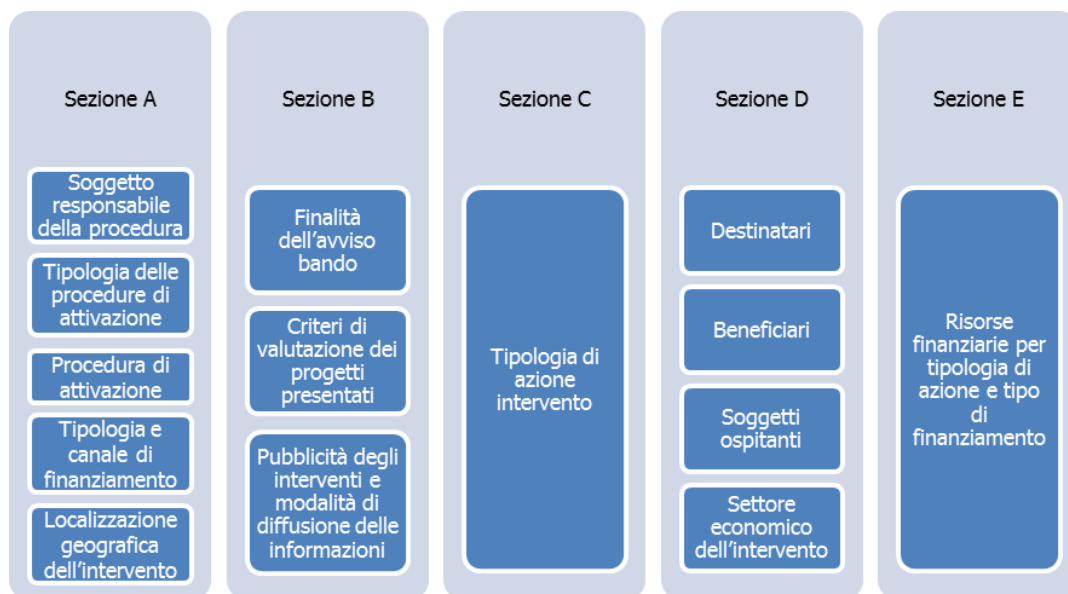 Sezione A
Soggetto
responsabile
della procedura
Tipologia delle
procedure di
attivazione
Procedura di
attivazione
Tipologia e
canale di
finanziamento
Localizzazione
geografica
dell'intervento
Sezione B
Finalità
dell'avviso
bando
Criteri di
valutazione dei
progetti
presentati
Pubblicità degli
interventi e
modalità di
diffusione delle
informazioni
Sezione C
Tipologia di
azione
intervento
Sezione D
Destinatari
Beneficiari
Soggetti
ospitanti
Settore
economico
dell'intervento
Sezione E
Risorse
finanziarie per
tipologia di
azione e tipo
di
finanziamento